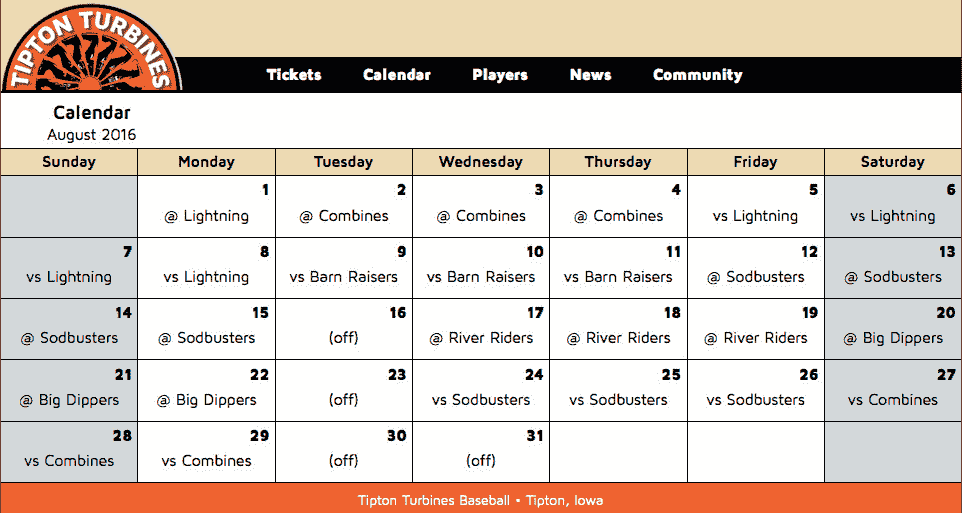 TIPTON TURBINES
Tickets Calendar Players News Community
Calendar
August 2016
Sunday Monday Tuesday Wednesday Thursday Friday Saturday
1 2 3 4 5 6
@ Lightning @ Combines @ Combines @ Combines vs Lightning vs Lightning
7 8 9 10 11 12 13
vs Lightning vs Lightning vs Barn Raisers vs Barn Raisers vs Barn Raisers @ Sodbusters @ Sodbusters
14 15 16 17 18 19 20
@ Sodbusters @ Sodbusters (off) @ River Riders @ River Riders @ River Riders @ Big Dippers
21 22 23 24 25 26 27
@ Big Dippers @ Big Dippers (off) vs Sodbusters vs Sodbusters vs Sodbusters vs Combines
28 29 30 31
vs Combines vs Combines (off) (off)
Tipton Turbines Baseball • Tipton, Iowa